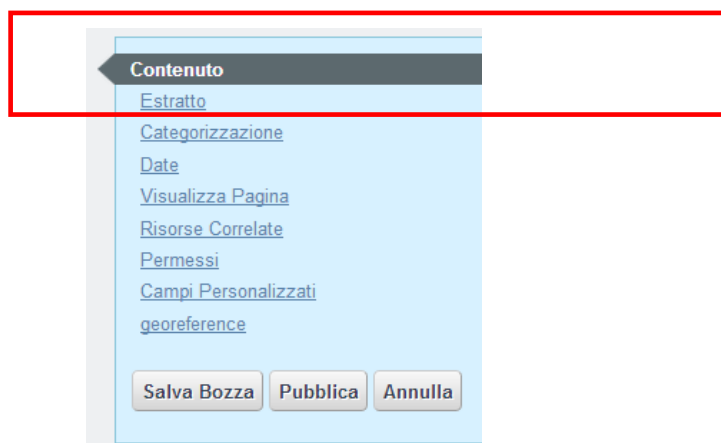 Contenuto
Estratto
Categorizzazione
Date
Visualizza Pagina
Risorse Correlate
Permessi
Campi Personalizzati
georeference
Salva Bozza Pubblica Annulla